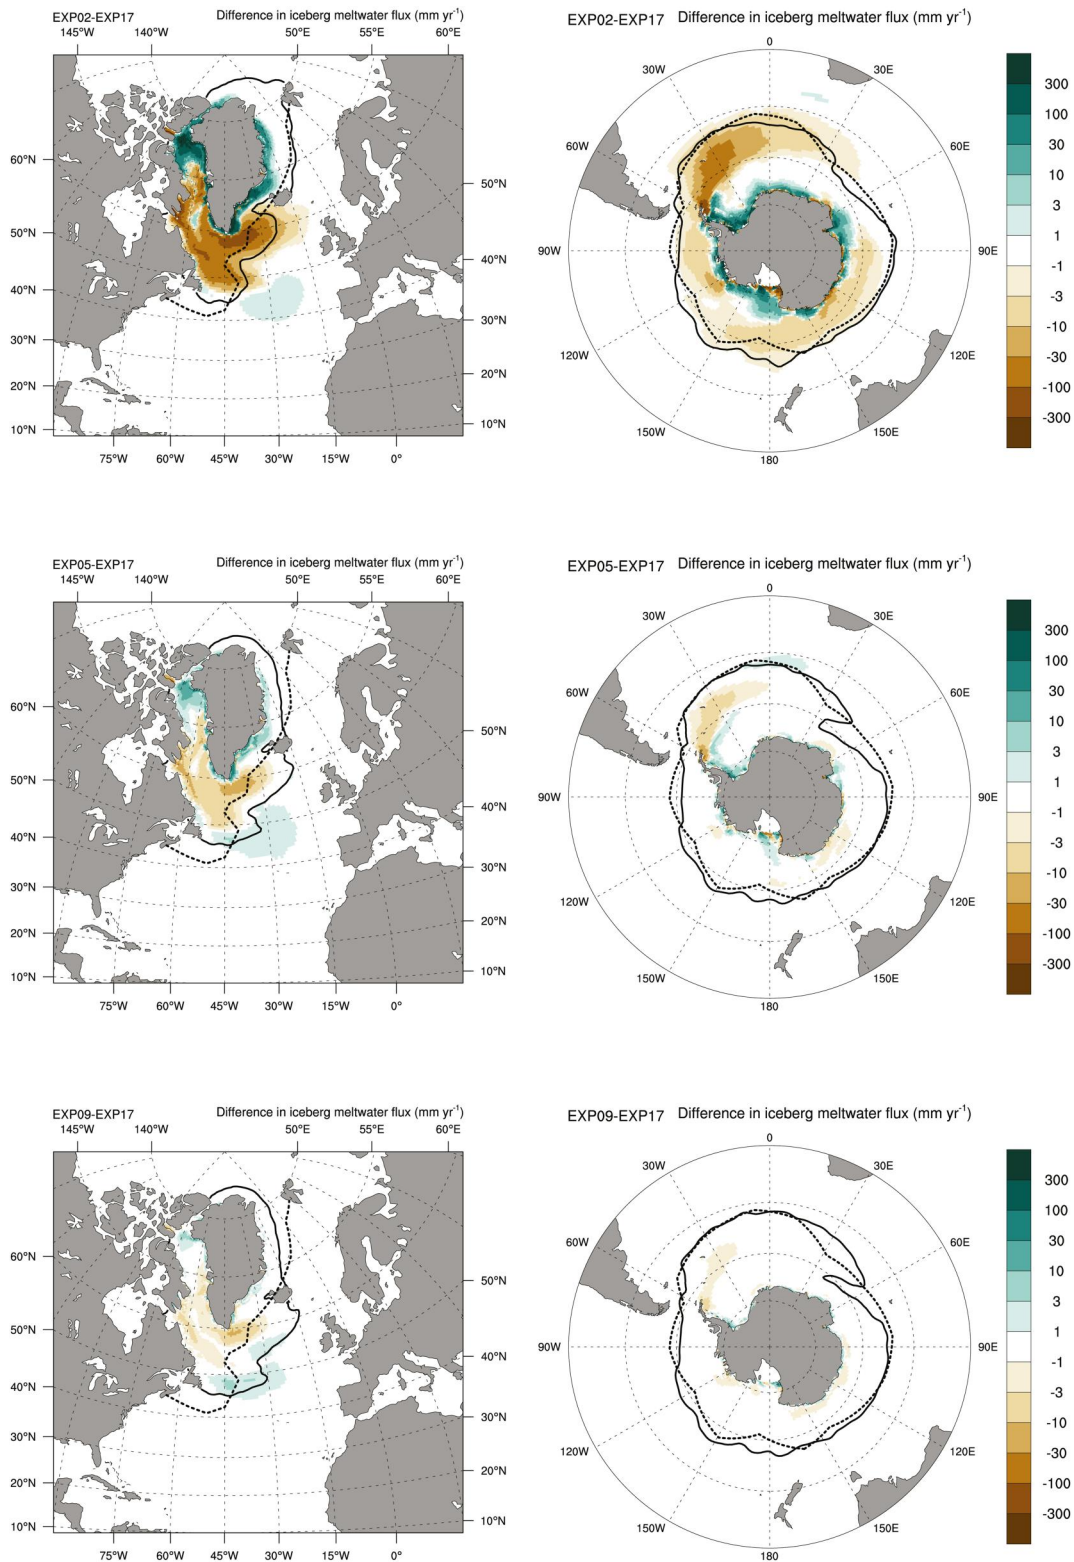 EXP02-EXP17 Difference in iceberg meltwater flux (mm yr⁻¹)
145°W 140°W 50°E 55°E 60°E
60°N
50°N
40°N
30°N
20°N
10°N
50°N
40°N
30°N
20°N
10°N
75°W 60°W 45°W 30°W 15°W 0°
EXP02-EXP17 Difference in iceberg meltwater flux (mm yr⁻¹)
0
30W 30E
60W 60E
90W 90E
120W 120E
150W 150E
180
300
100
30
10
3
1
-1
-3
-10
-30
-100
-300
EXP05-EXP17 Difference in iceberg meltwater flux (mm yr⁻¹)
145°W 140°W 50°E 55°E 60°E
60°N
50°N
40°N
30°N
20°N
10°N
50°N
40°N
30°N
20°N
10°N
75°W 60°W 45°W 30°W 15°W 0°
EXP05-EXP17 Difference in iceberg meltwater flux (mm yr⁻¹)
0
30W 30E
60W 60E
90W 90E
120W 120E
150W 150E
180
300
100
30
10
3
1
-1
-3
-10
-30
-100
-300
EXP09-EXP17 Difference in iceberg meltwater flux (mm yr⁻¹)
145°W 140°W 50°E 55°E 60°E
60°N
50°N
40°N
30°N
20°N
10°N
50°N
40°N
30°N
20°N
10°N
75°W 60°W 45°W 30°W 15°W 0°
EXP09-EXP17 Difference in iceberg meltwater flux (mm yr⁻¹)
0
30W 30E
60W 60E
90W 90E
120W 120E
150W 150E
180
300
100
30
10
3
1
-1
-3
-10
-30
-100
-300